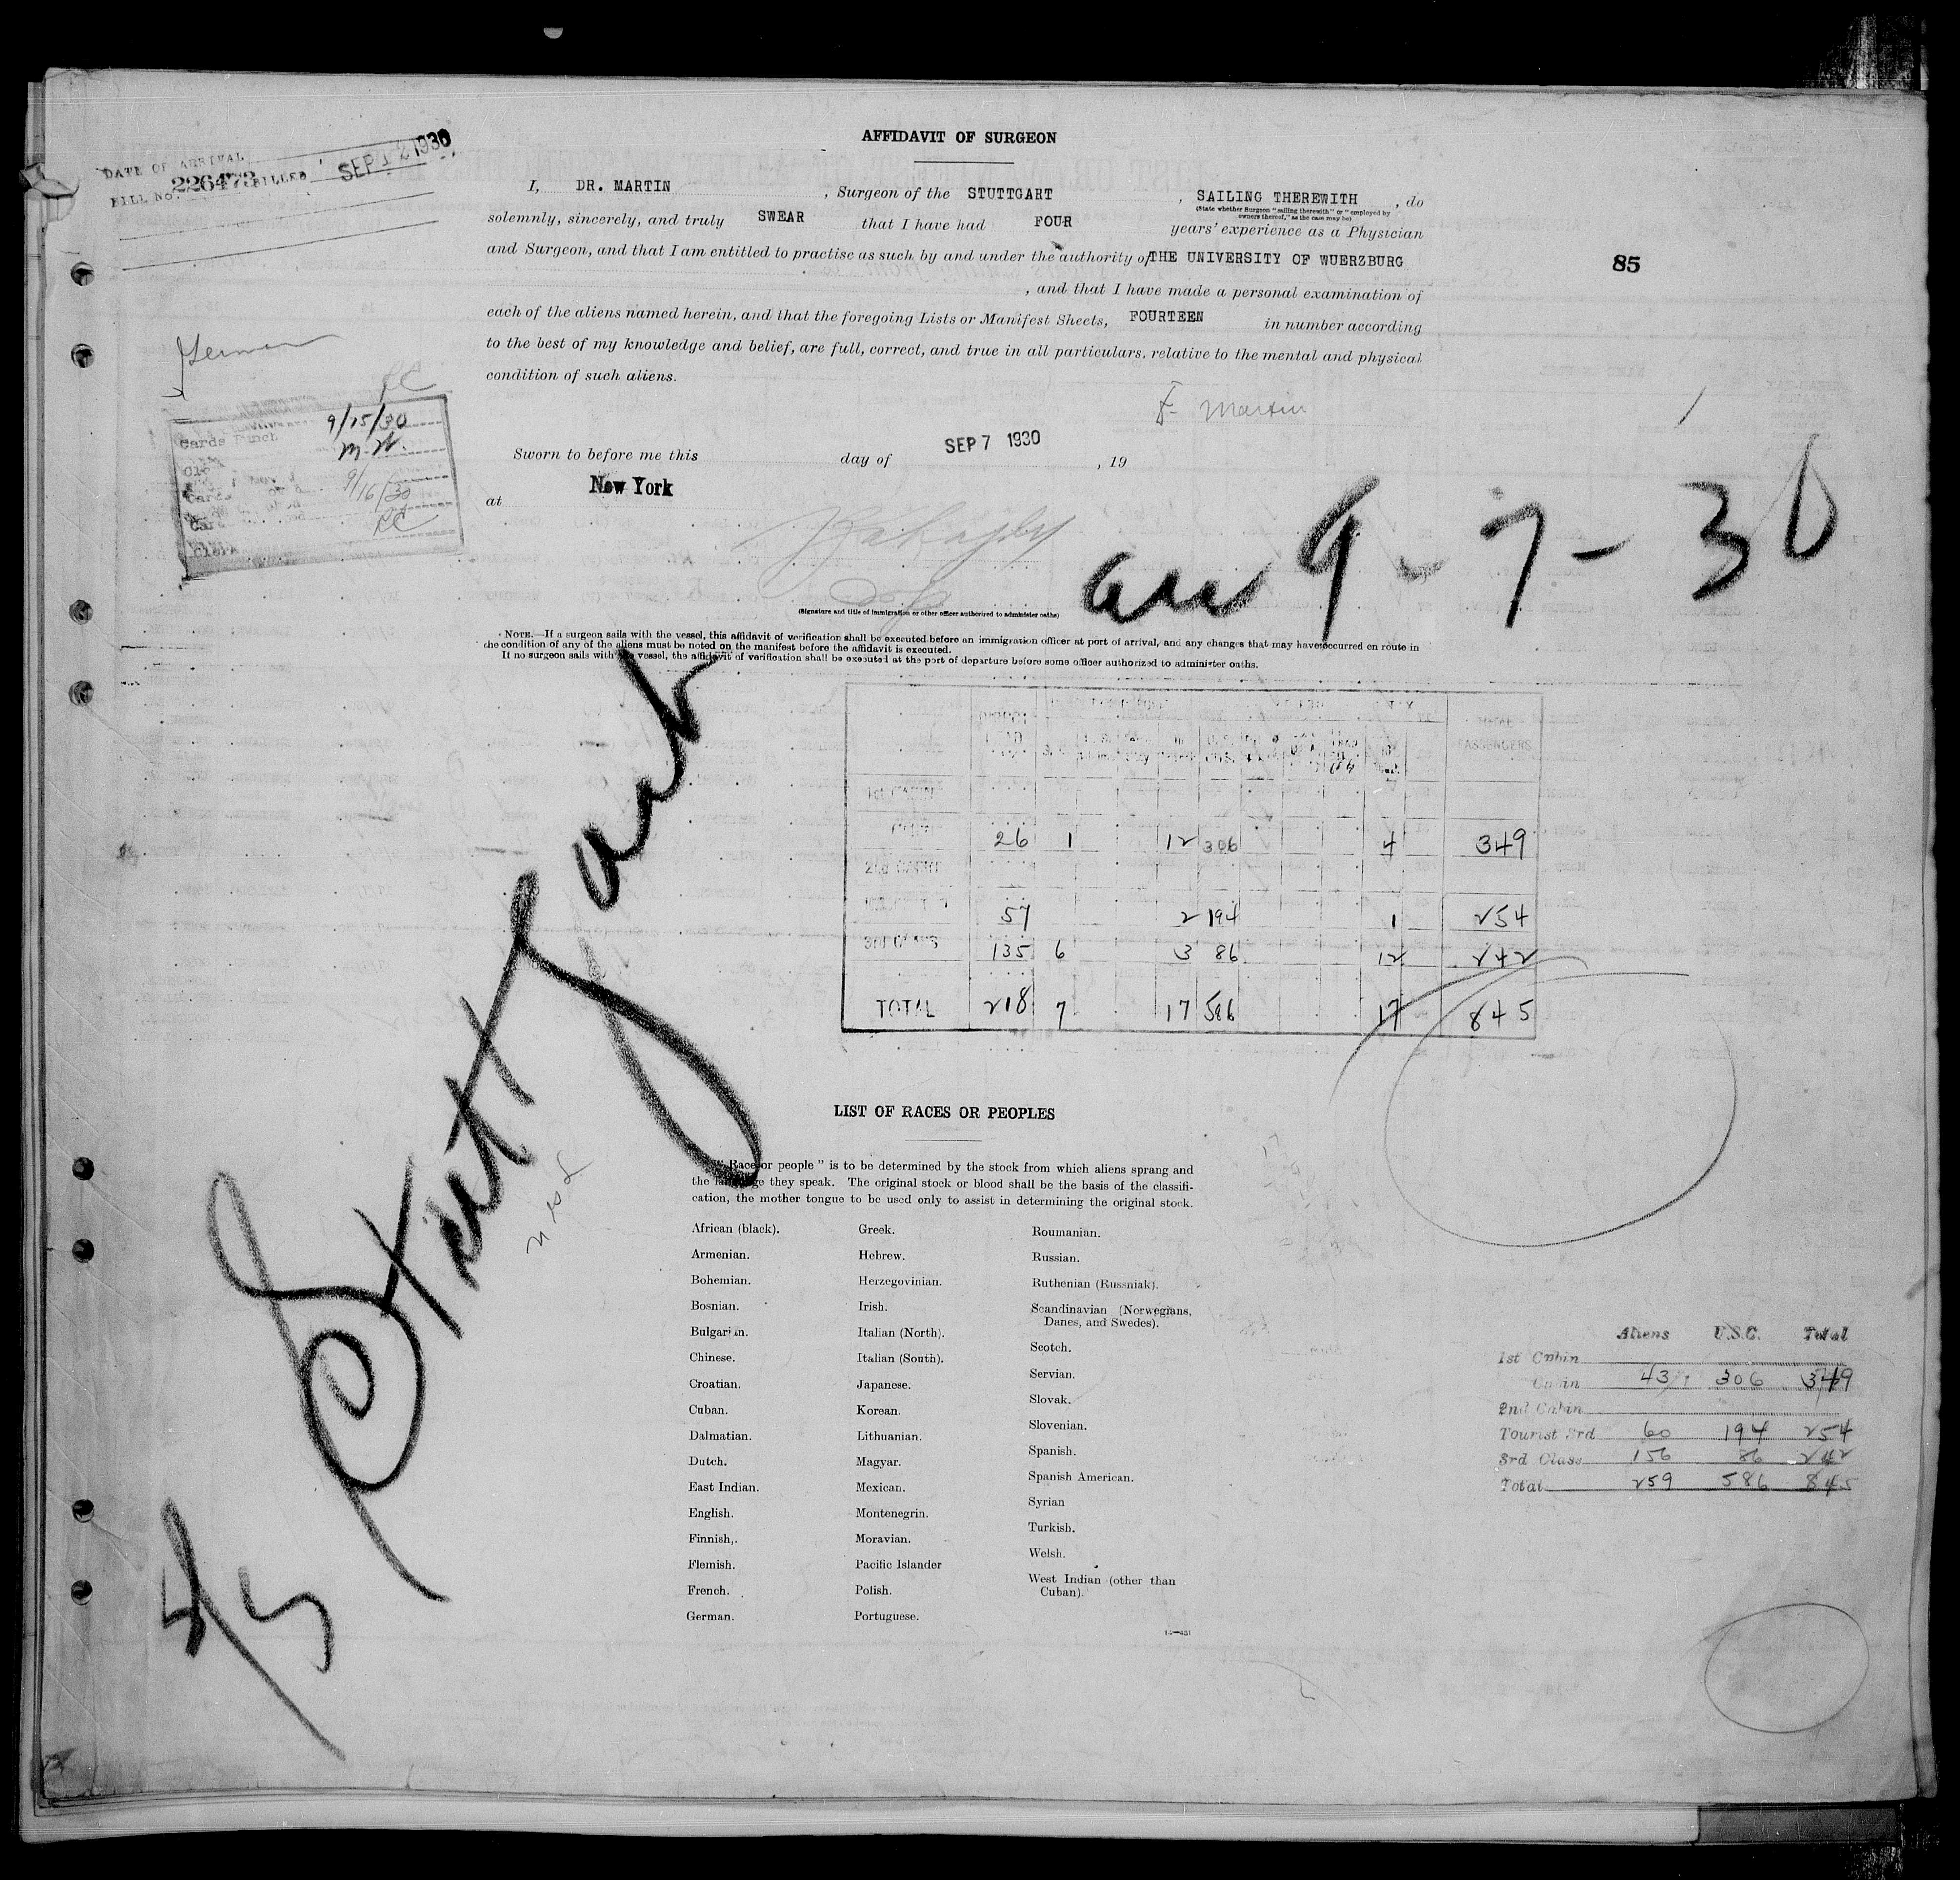 AFFIDAVIT OF SURGEON
DATE OF ARRIVAL
BILL NO. 226473 BILLED SEP 12 1930
I, DR. MARTIN, Surgeon of the STUTTGART, SAILING THEREWITH, do
(State whether Surgeon "sailing therewith" or "employed by
owners thereof," as the case may be)
solemnly, sincerely, and truly SWEAR that I have had FOUR years' experience as a Physician
and Surgeon, and that I am entitled to practise as such by and under the authority of THE UNIVERSITY OF WUERZBURG
, and that I have made a personal examination of
each of the aliens named herein, and that the foregoing Lists or Manifest Sheets, FOURTEEN in number according
to the best of my knowledge and belief, are full, correct, and true in all particulars, relative to the mental and physical
condition of such aliens.
85
German
RC
Cards Punch 9/15/30
M.W.
9/16/30
RC
F. Martin
Sworn to before me this day of SEP 7 1930, 19
at New York
arr 9-7-30
(Signature and title of immigration or other officer authorized to administer oaths)
NOTE.—If a surgeon sails with the vessel, this affidavit of verification shall be executed before an immigration officer at port of arrival, and any changes that may have occurred en route in
the condition of any of the aliens must be noted on the manifest before the affidavit is executed.
If no surgeon sails with the vessel, the affidavit of verification shall be executed at the port of departure before some officer authorized to administer oaths.
S/S Stuttgart
TOTAL
PASSENGERS
1st CABIN
CABIN 26 1 12 306 4 349
2nd CABIN
57 2 194 1 254
3rd CLASS 135 6 3 86 12 242
TOTAL 218 7 17 586 17 845
LIST OF RACES OR PEOPLES
"Race or people" is to be determined by the stock from which aliens sprang and
the language they speak. The original stock or blood shall be the basis of the classifi-
cation, the mother tongue to be used only to assist in determining the original stock.
African (black).
Armenian.
Bohemian.
Bosnian.
Bulgarian.
Chinese.
Croatian.
Cuban.
Dalmatian.
Dutch.
East Indian.
English.
Finnish,.
Flemish.
French.
German.
Greek.
Hebrew.
Herzegovinian.
Irish.
Italian (North).
Italian (South).
Japanese.
Korean.
Lithuanian.
Magyar.
Mexican.
Montenegrin.
Moravian.
Pacific Islander
Polish.
Portuguese.
Roumanian.
Russian.
Ruthenian (Russniak).
Scandinavian (Norwegians,
Danes, and Swedes).
Scotch.
Servian.
Slovak.
Slovenian.
Spanish.
Spanish American.
Syrian
Turkish.
Welsh.
West Indian (other than
Cuban).
14—431
Aliens U.S.C. Total
1st Cabin
Cabin 43 306 349
2nd Cabin
Tourist 3rd 60 194 254
3rd Class 156 86 242
Total 259 586 845